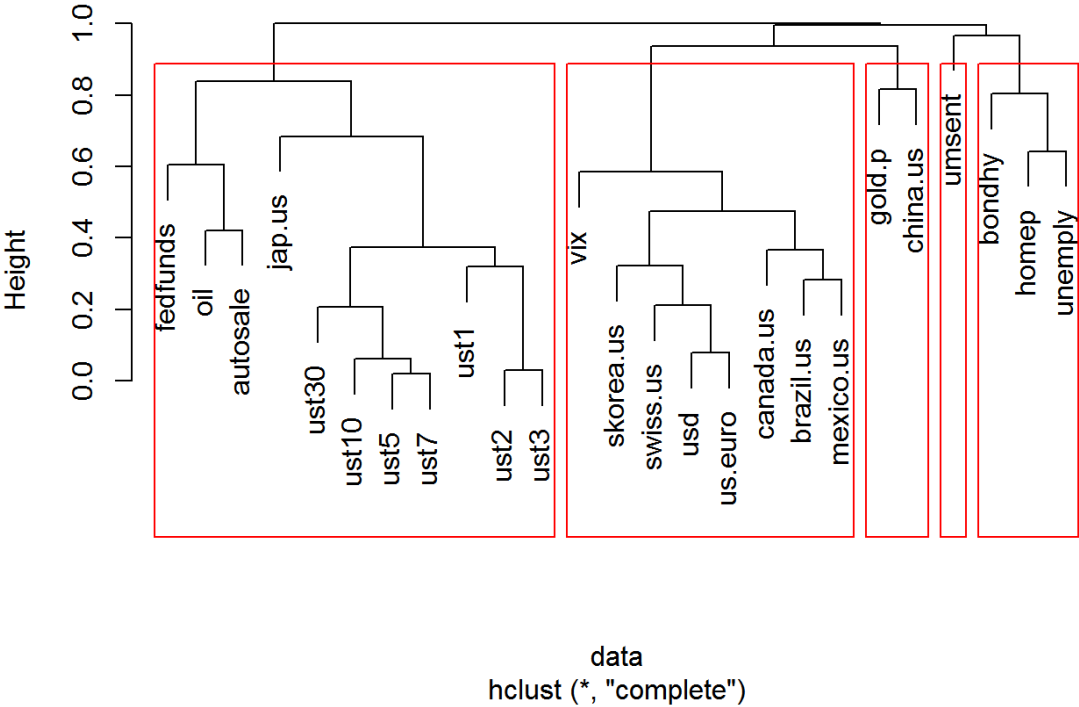 Height
1.0
0.8
0.6
0.4
0.2
0.0
fedfunds
oil
autosale
jap.us
ust30
ust10
ust5
ust7
ust1
ust2
ust3
vix
skorea.us
swiss.us
usd
us.euro
canada.us
brazil.us
mexico.us
gold.p
china.us
umsent
bondhy
homep
unemply
data
hclust (*, "complete")